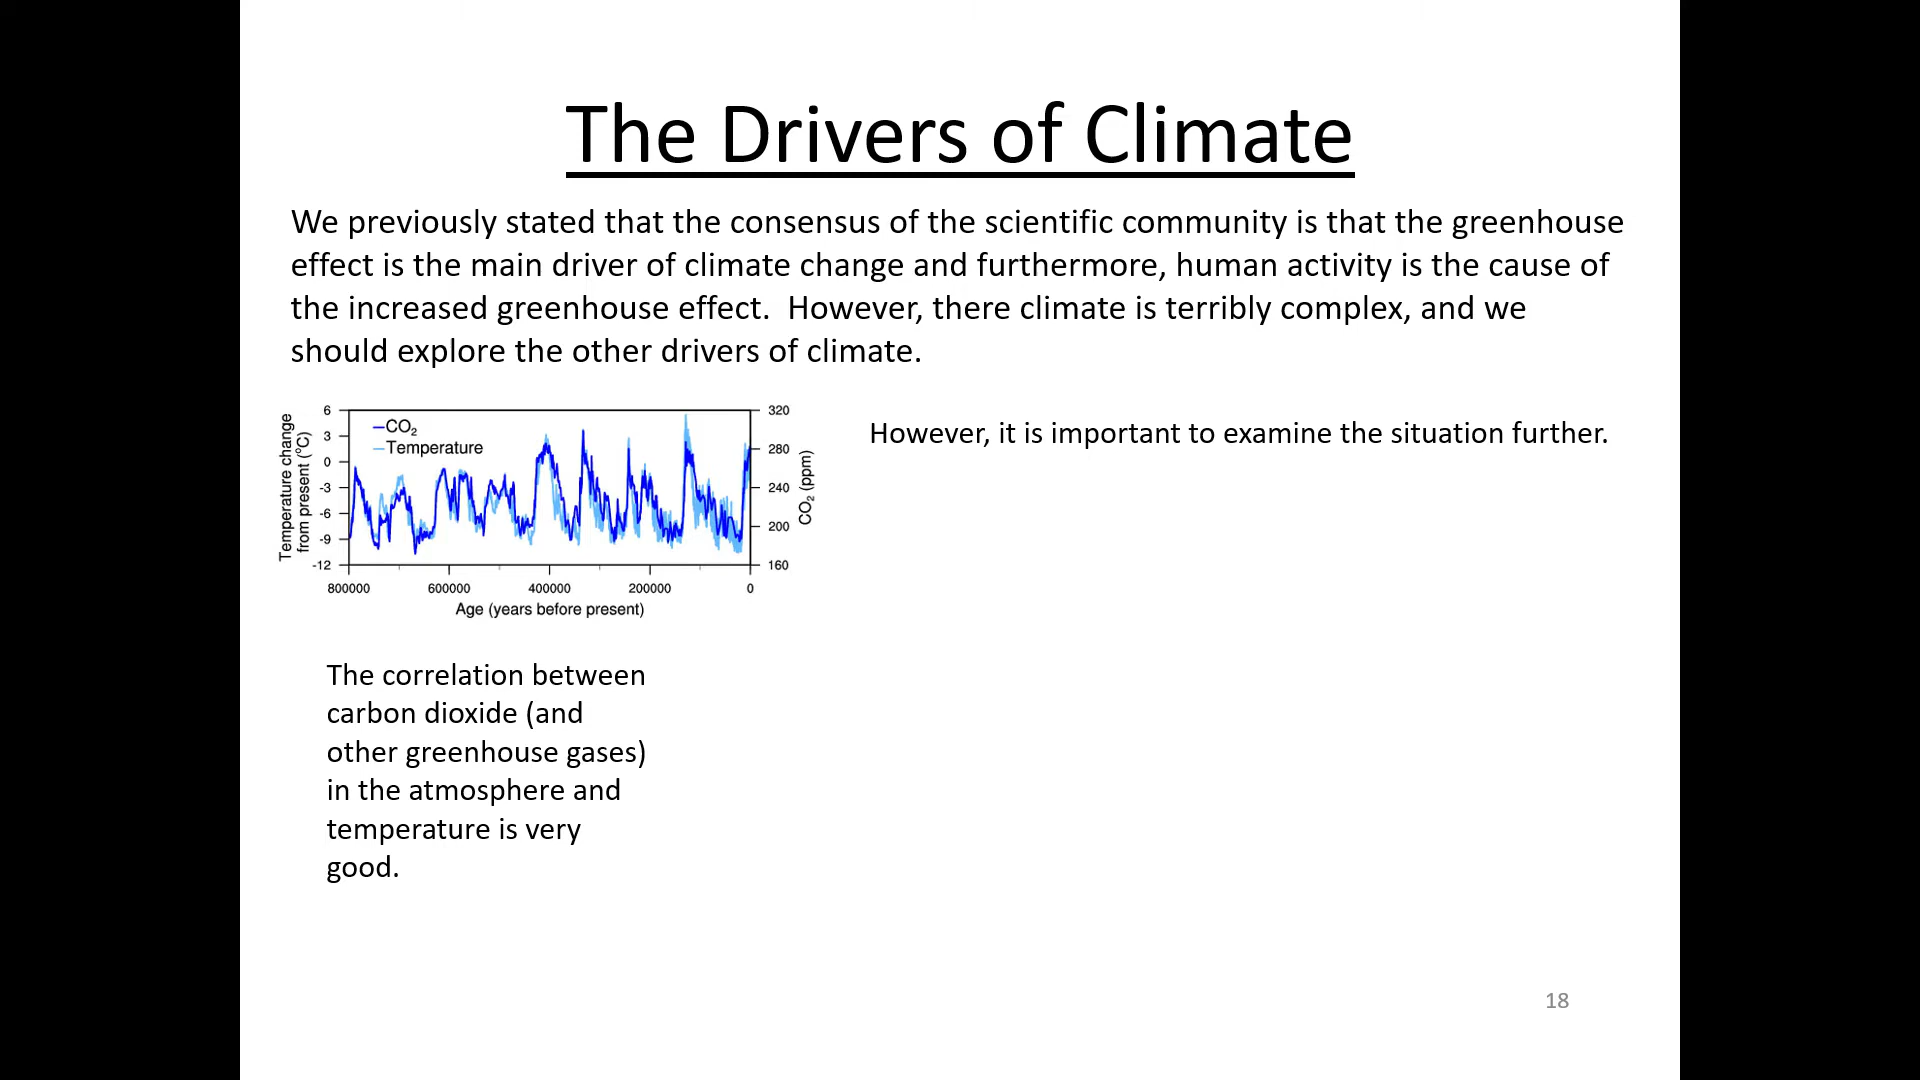 The Drivers of Climate
We previously stated that the consensus of the scientific community is that the greenhouse
effect is the main driver of climate change and furthermore, human activity is the cause of
the increased greenhouse effect.  However, there climate is terribly complex, and we
should explore the other drivers of climate.
Temperature change
from present (°C)
6
3
0
-3
-6
-9
-12
CO₂
Temperature
320
280
240
200
160
CO₂ (ppm)
800000 600000 400000 200000 0
Age (years before present)
However, it is important to examine the situation further.
The correlation between
carbon dioxide (and
other greenhouse gases)
in the atmosphere and
temperature is very
good.
18